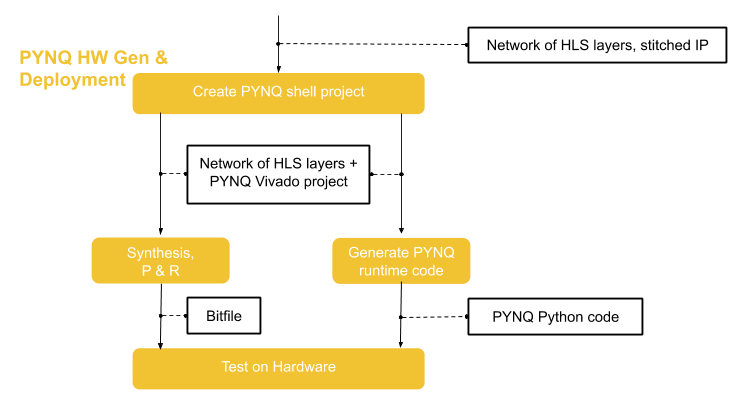 Network of HLS layers, stitched IP
PYNQ HW Gen &
Deployment
Create PYNQ shell project
Network of HLS layers +
PYNQ Vivado project
Synthesis,
P & R
Generate PYNQ
runtime code
Bitfile
PYNQ Python code
Test on Hardware